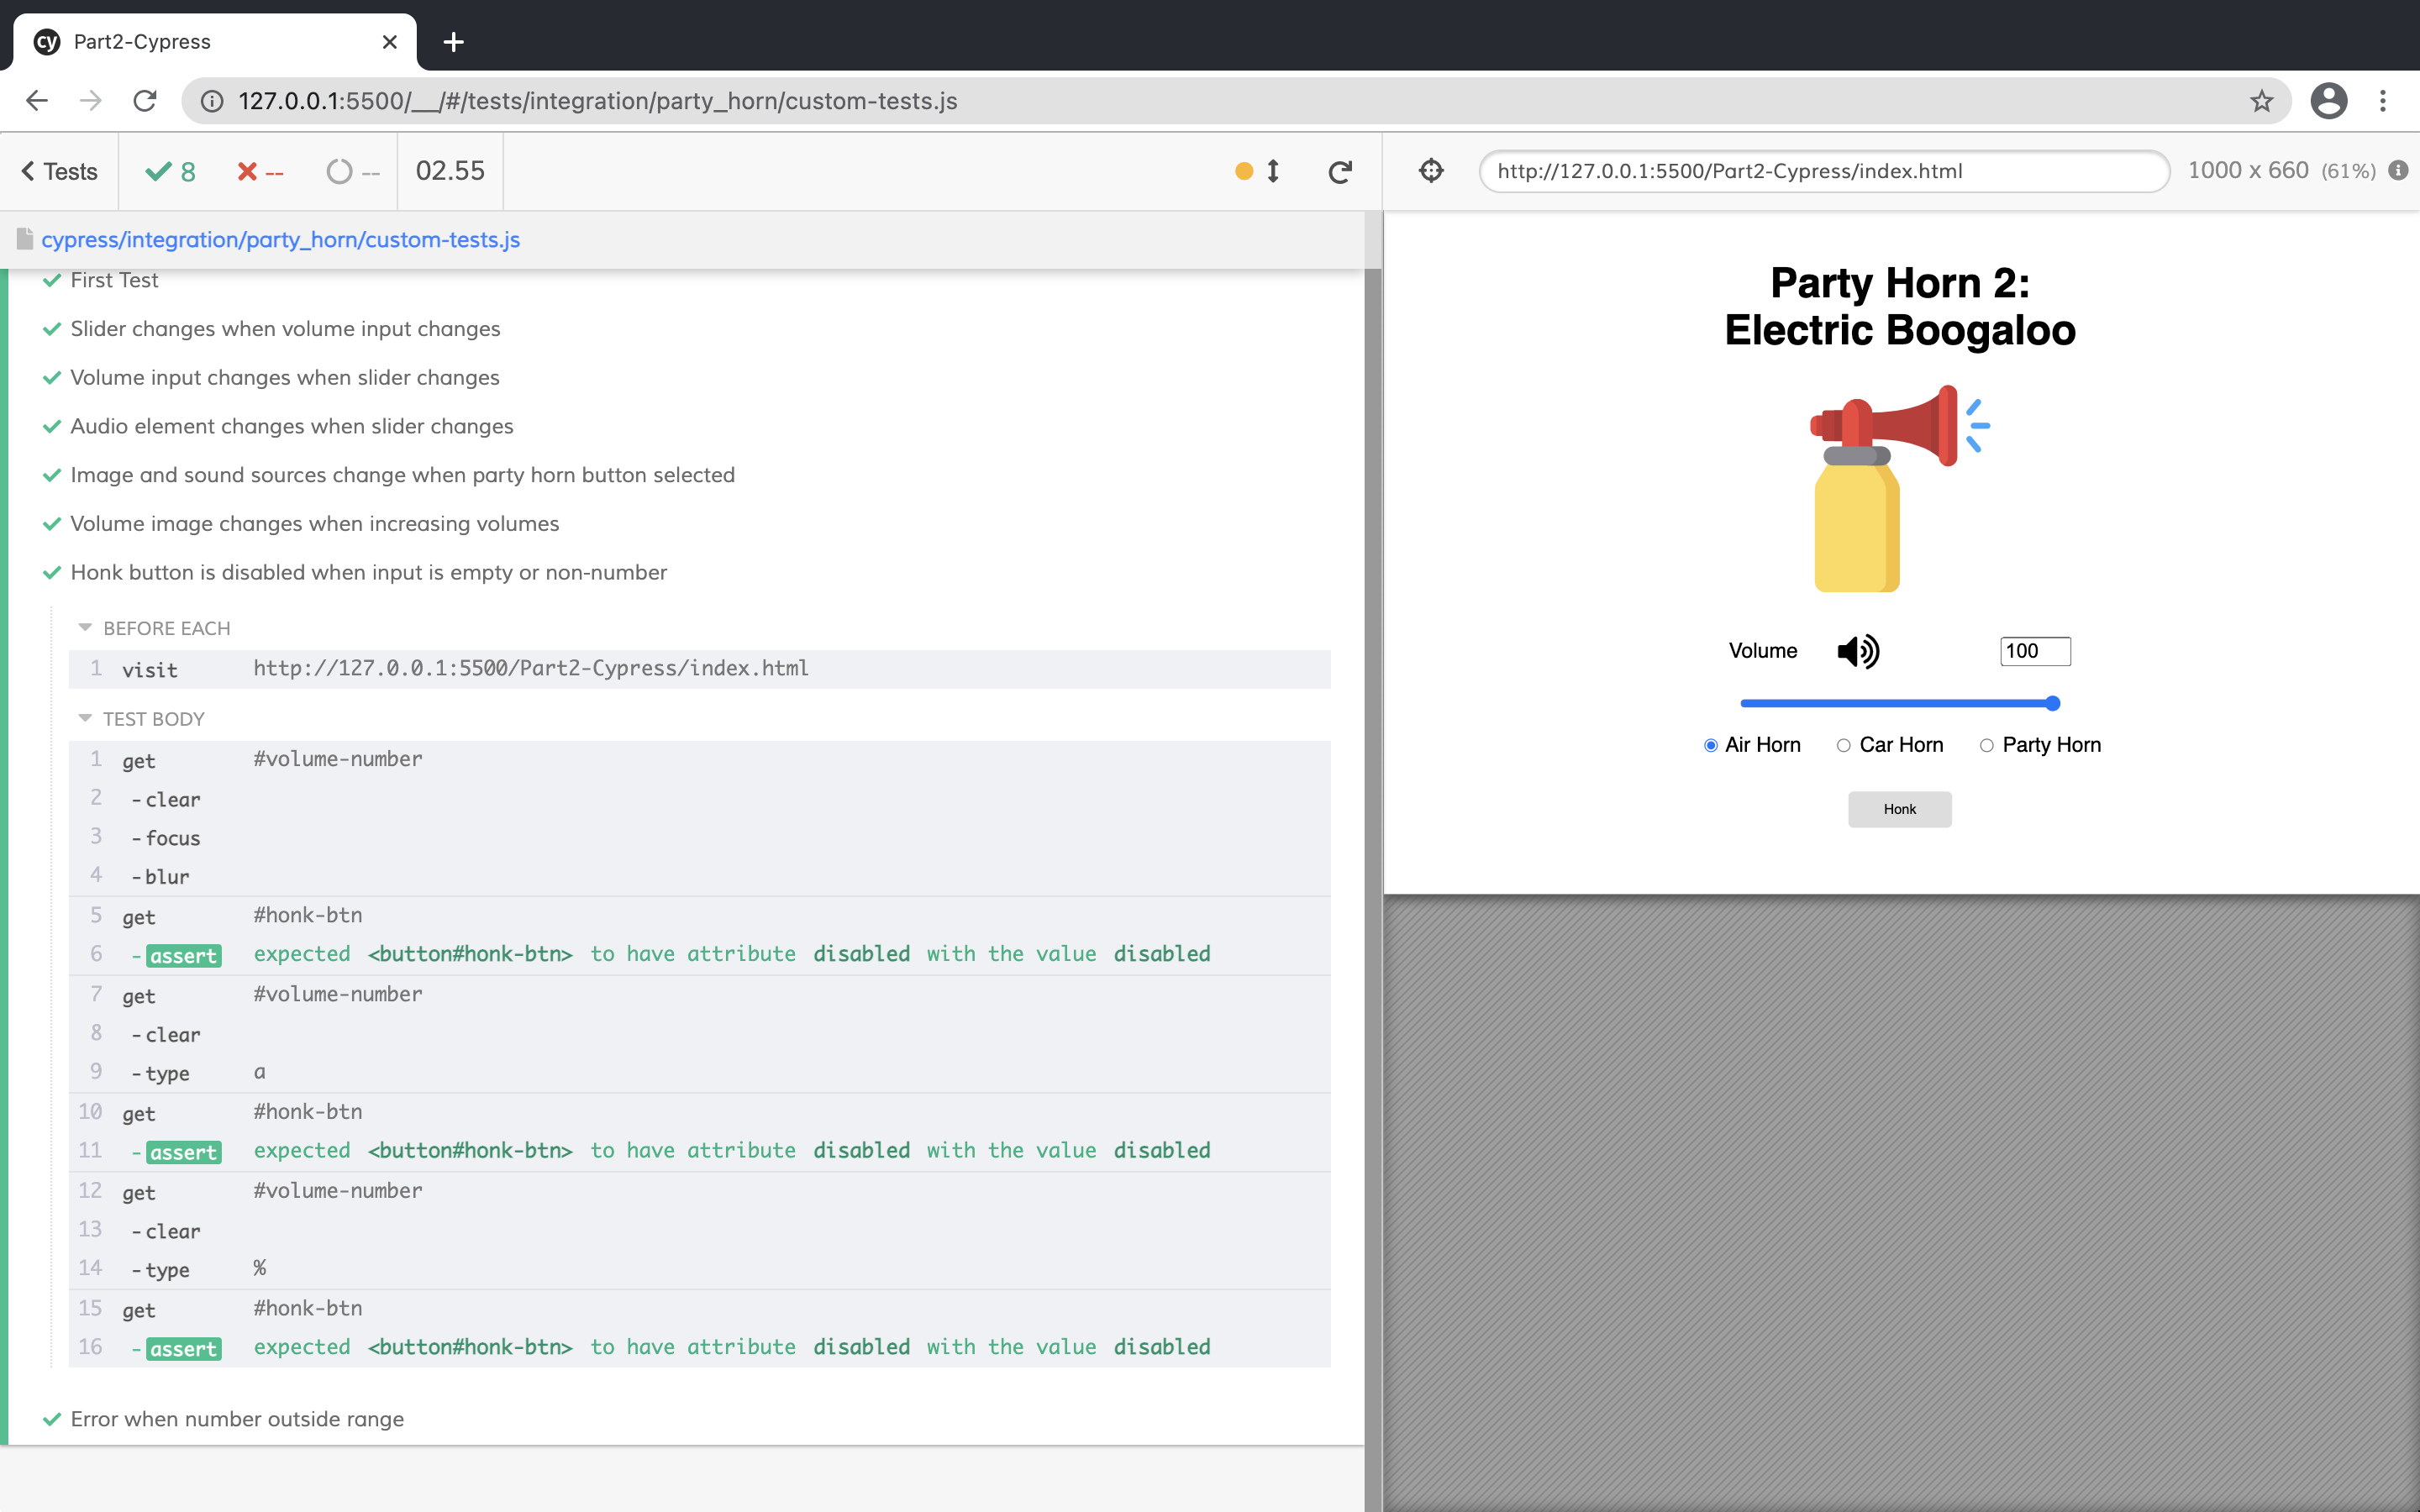 cy Part2-Cypress
127.0.0.1:5500/__/#/tests/integration/party_horn/custom-tests.js
Tests 8 -- -- 02.55
http://127.0.0.1:5500/Part2-Cypress/index.html 1000 x 660 (61%)
cypress/integration/party_horn/custom-tests.js
First Test
Slider changes when volume input changes
Volume input changes when slider changes
Audio element changes when slider changes
Image and sound sources change when party horn button selected
Volume image changes when increasing volumes
Honk button is disabled when input is empty or non-number
BEFORE EACH
1 visit http://127.0.0.1:5500/Part2-Cypress/index.html
TEST BODY
1 get #volume-number
2 -clear
3 -focus
4 -blur
5 get #honk-btn
6 -assert expected <button#honk-btn> to have attribute disabled with the value disabled
7 get #volume-number
8 -clear
9 -type a
10 get #honk-btn
11 -assert expected <button#honk-btn> to have attribute disabled with the value disabled
12 get #volume-number
13 -clear
14 -type %
15 get #honk-btn
16 -assert expected <button#honk-btn> to have attribute disabled with the value disabled
Error when number outside range
Party Horn 2:
Electric Boogaloo
Volume 100
Air Horn Car Horn Party Horn
Honk